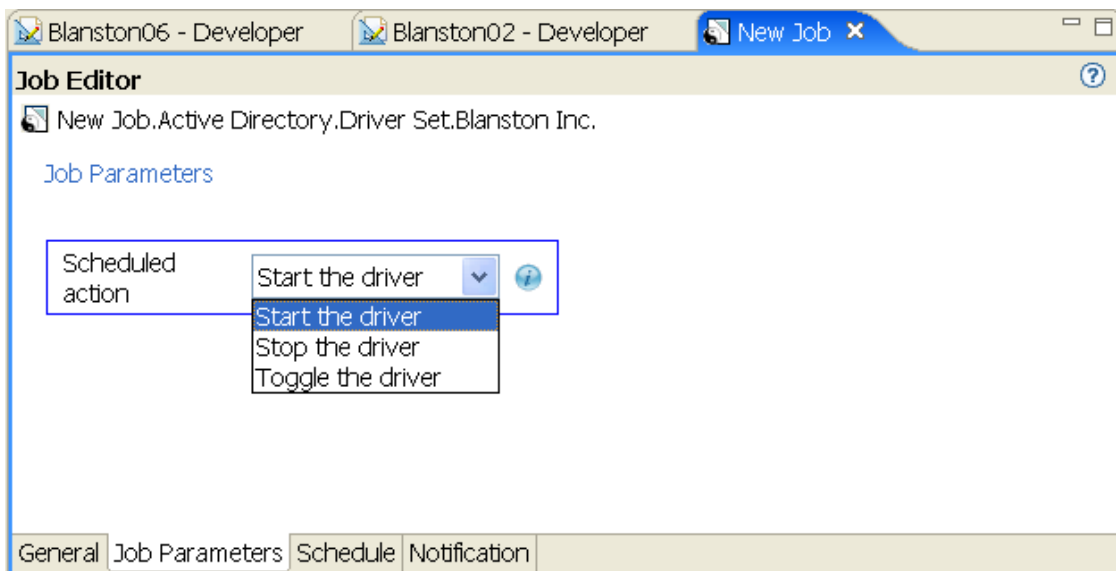 Blanston06 - Developer
Blanston02 - Developer
New Job
Job Editor
New Job.Active Directory.Driver Set.Blanston Inc.
Job Parameters
Scheduled
action
Start the driver
Start the driver
Stop the driver
Toggle the driver
General
Job Parameters
Schedule
Notification